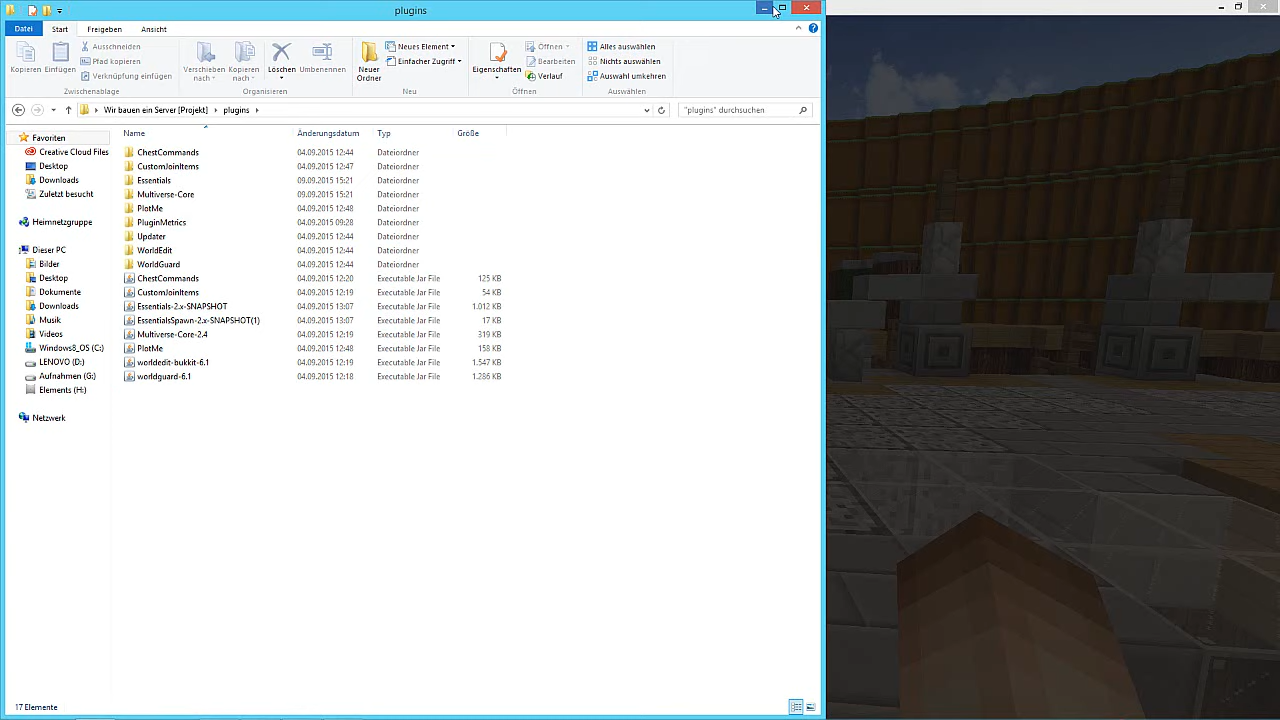 plugins
Datei Start Freigeben Ansicht
Kopieren
Einfügen
Ausschneiden
Pfad kopieren
Verknüpfung einfügen
Zwischenablage
Verschieben nach
Kopieren nach
Löschen
Umbenennen
Organisieren
Neuer Ordner
Neues Element
Einfacher Zugriff
Neu
Eigenschaften
Öffnen
Bearbeiten
Verlauf
Öffnen
Alles auswählen
Nichts auswählen
Auswahl umkehren
Auswählen
Wir bauen ein Server [Projekt] plugins
"plugins" durchsuchen
Favoriten
Creative Cloud Files
Desktop
Downloads
Zuletzt besucht
Heimnetzgruppe
Dieser PC
Bilder
Desktop
Dokumente
Downloads
Musik
Videos
Windows8_OS (C:)
LENOVO (D:)
Aufnahmen (G:)
Elements (H:)
Netzwerk
Name Änderungsdatum Typ Größe
ChestCommands 04.09.2015 12:44 Dateiordner
CustomJoinItems 04.09.2015 12:47 Dateiordner
Essentials 09.09.2015 15:21 Dateiordner
Multiverse-Core 09.09.2015 15:21 Dateiordner
PlotMe 04.09.2015 12:48 Dateiordner
PluginMetrics 04.09.2015 09:28 Dateiordner
Updater 04.09.2015 12:44 Dateiordner
WorldEdit 04.09.2015 12:44 Dateiordner
WorldGuard 04.09.2015 12:44 Dateiordner
ChestCommands 04.09.2015 12:20 Executable Jar File 125 KB
CustomJoinItems 04.09.2015 12:19 Executable Jar File 54 KB
Essentials-2.x-SNAPSHOT 04.09.2015 13:07 Executable Jar File 1.012 KB
EssentialsSpawn-2.x-SNAPSHOT(1) 04.09.2015 13:07 Executable Jar File 17 KB
Multiverse-Core-2.4 04.09.2015 12:19 Executable Jar File 319 KB
PlotMe 04.09.2015 12:48 Executable Jar File 158 KB
worldedit-bukkit-6.1 04.09.2015 12:19 Executable Jar File 1.547 KB
worldguard-6.1 04.09.2015 12:18 Executable Jar File 1.286 KB
17 Elemente